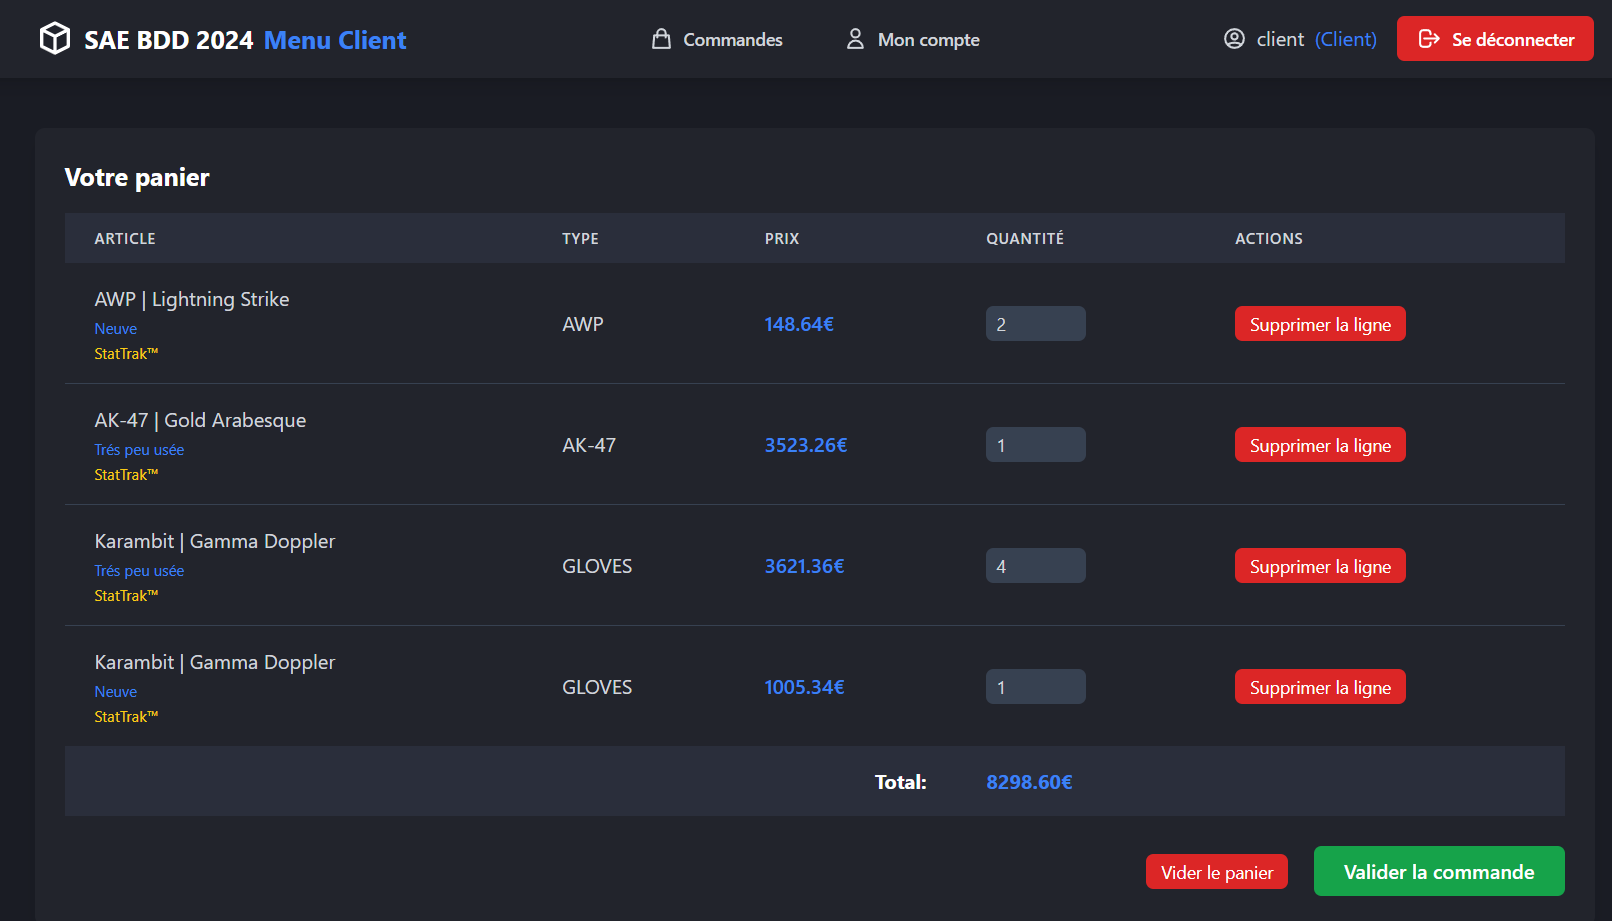 SAE BDD 2024 Menu Client
Commandes
Mon compte
client (Client)
Se déconnecter
Votre panier
ARTICLE TYPE PRIX QUANTITÉ ACTIONS
AWP | Lightning Strike
Neuve
StatTrak™
AWP 148.64€ 2 Supprimer la ligne
AK-47 | Gold Arabesque
Trés peu usée
StatTrak™
AK-47 3523.26€ 1 Supprimer la ligne
Karambit | Gamma Doppler
Trés peu usée
StatTrak™
GLOVES 3621.36€ 4 Supprimer la ligne
Karambit | Gamma Doppler
Neuve
StatTrak™
GLOVES 1005.34€ 1 Supprimer la ligne
Total: 8298.60€
Vider le panier
Valider la commande